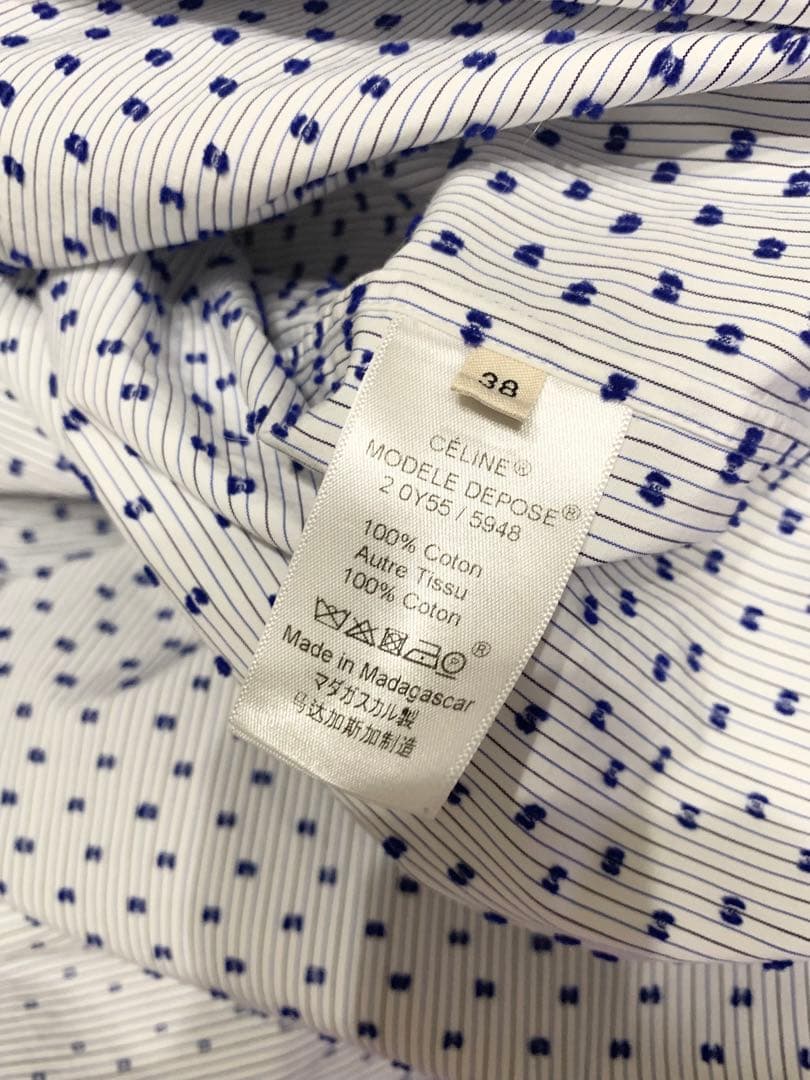 38
CÉLINE®
MODELE DEPOSE®
2 0Y55 / 5948
100% Coton
Autre Tissu
100% Coton
P ®
Made in Madagascar
マダガスカル製
马达加斯加制造